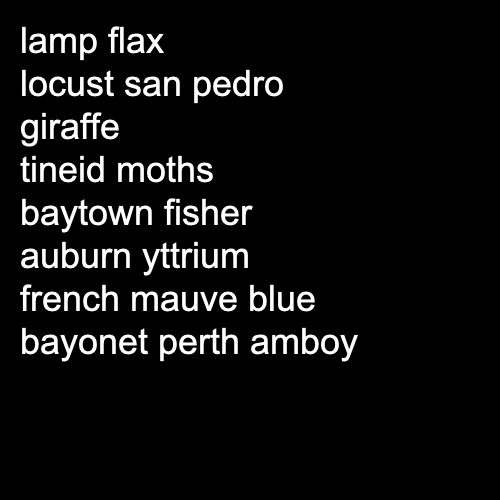 lamp flax
locust san pedro
giraffe
tineid moths
baytown fisher
auburn yttrium
french mauve blue
bayonet perth amboy